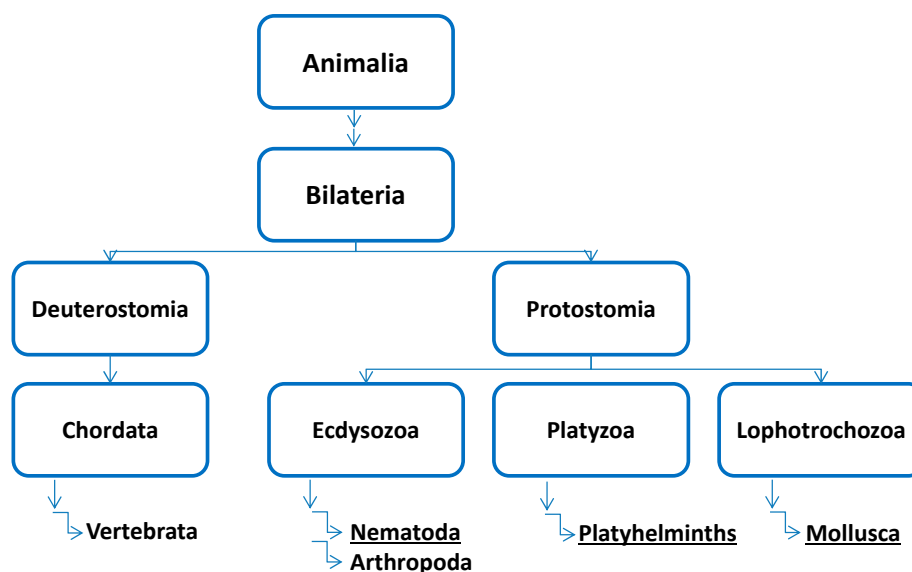 Animalia
Bilateria
Deuterostomia
Protostomia
Chordata
Ecdysozoa
Platyzoa
Lophotrochozoa
Vertebrata
Nematoda
Arthropoda
Platyhelminths
Mollusca